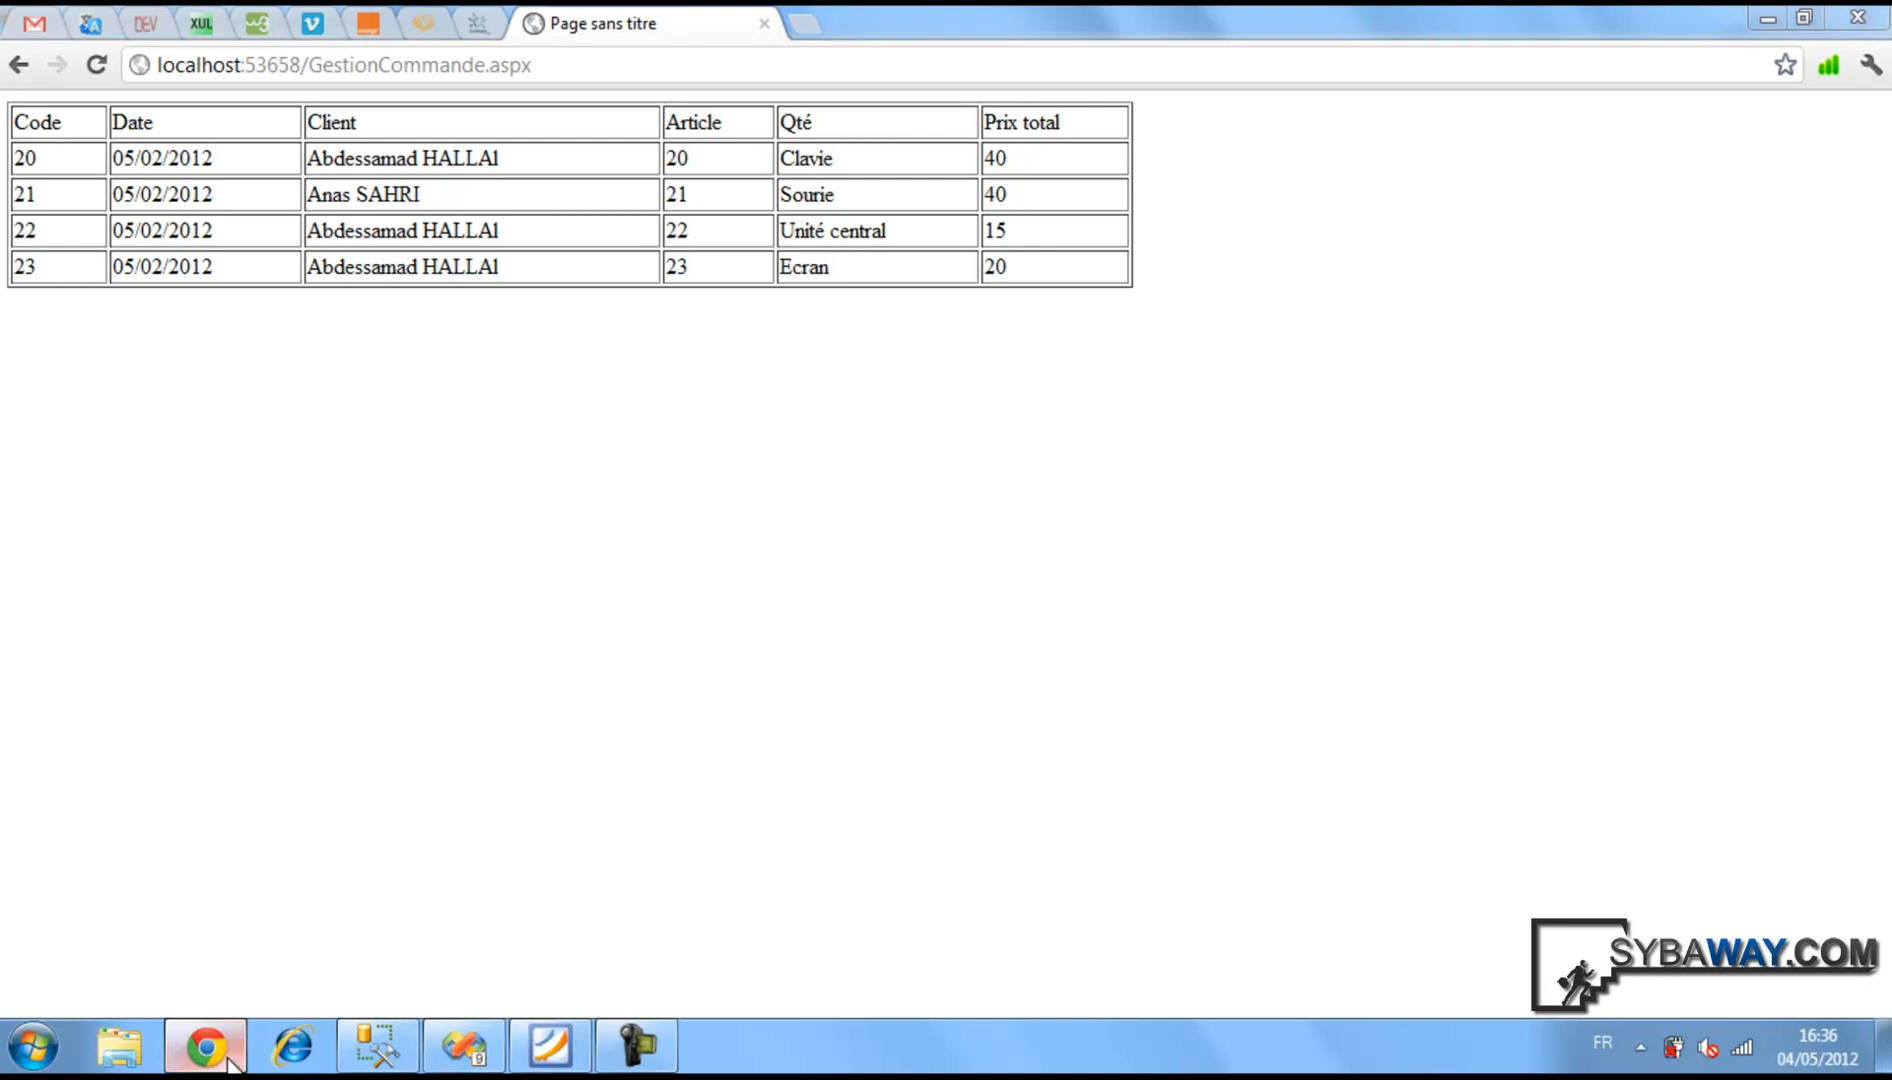 DEV
XUL
Page sans titre
localhost:53658/GestionCommande.aspx
Code Date Client Article Qté Prix total
20 05/02/2012 Abdessamad HALLAl 20 Clavie 40
21 05/02/2012 Anas SAHRI 21 Sourie 40
22 05/02/2012 Abdessamad HALLAl 22 Unité central 15
23 05/02/2012 Abdessamad HALLAl 23 Ecran 20
SYBAWAY.COM
9
FR
16:36
04/05/2012